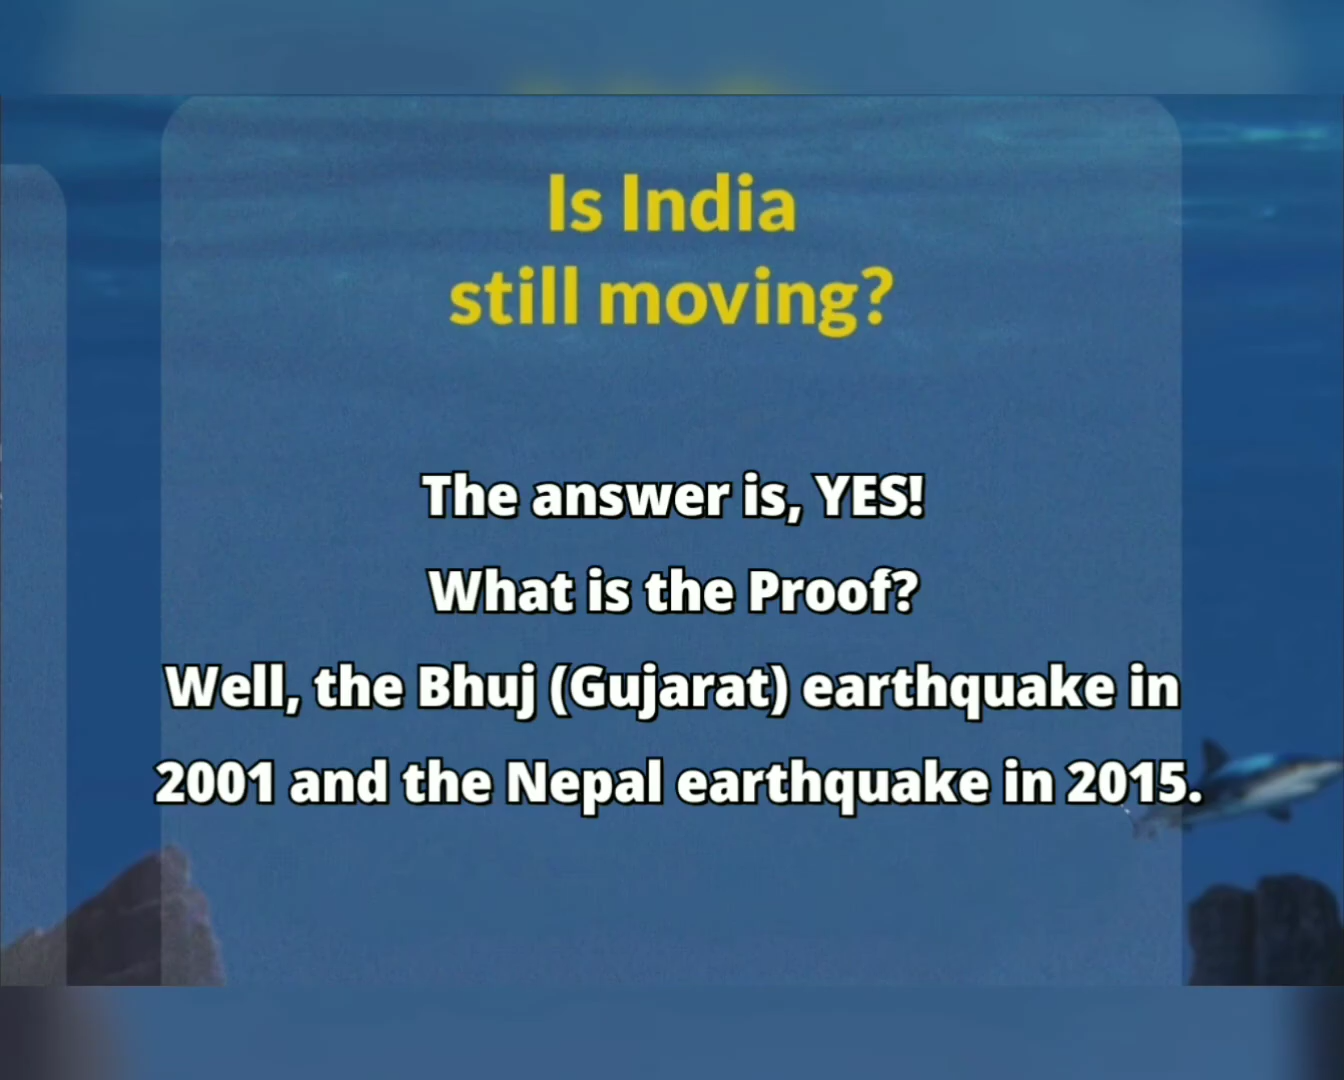 Is India
still moving?
The answer is, YES!
What is the Proof?
Well, the Bhuj (Gujarat) earthquake in
2001 and the Nepal earthquake in 2015.